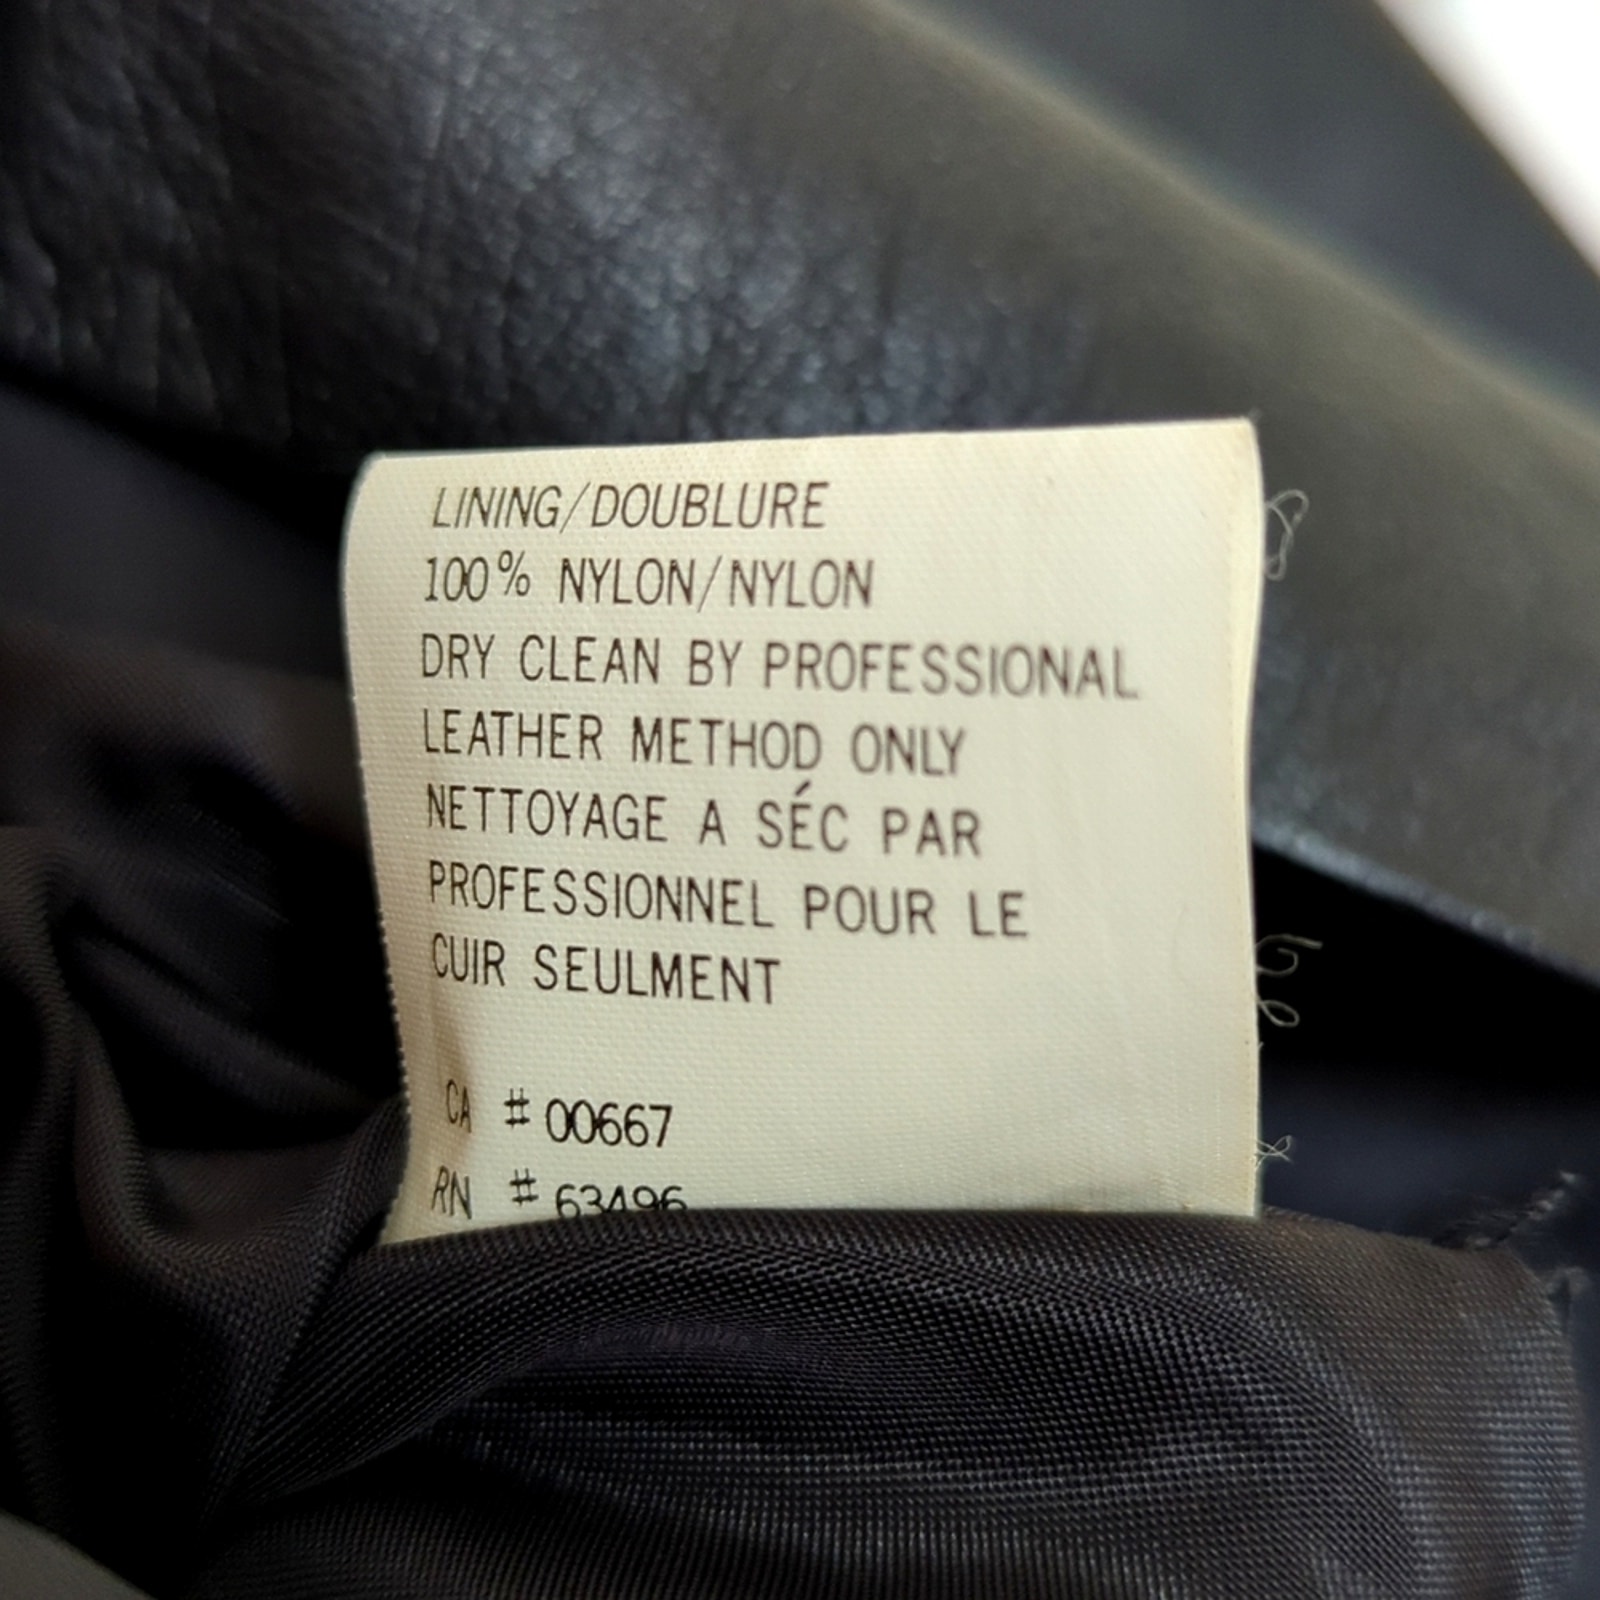 LINING/DOUBLURE
100% NYLON/NYLON
DRY CLEAN BY PROFESSIONAL
LEATHER METHOD ONLY
NETTOYAGE A SÉC PAR
PROFESSIONNEL POUR LE
CUIR SEULMENT
CA # 00667
RN # 63496